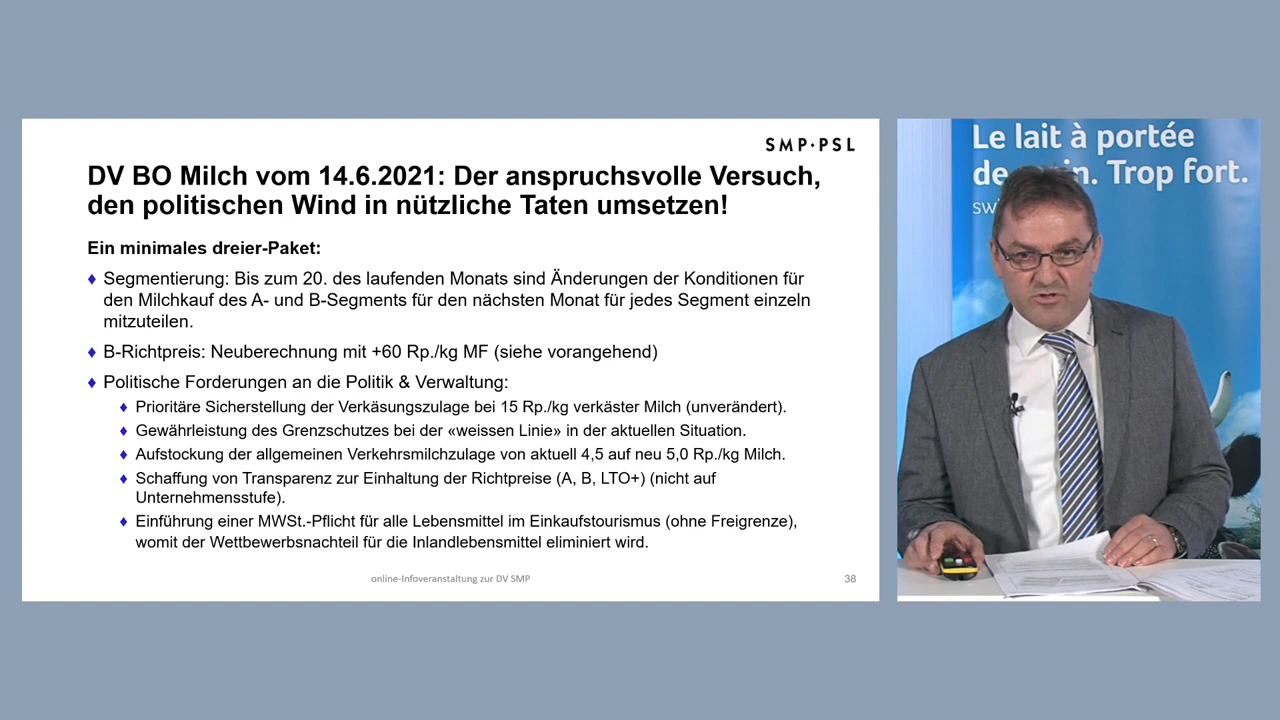 SMP·PSL
DV BO Milch vom 14.6.2021: Der anspruchsvolle Versuch,
den politischen Wind in nützliche Taten umsetzen!
Ein minimales dreier-Paket:
♦ Segmentierung: Bis zum 20. des laufenden Monats sind Änderungen der Konditionen für
den Milchkauf des A- und B-Segments für den nächsten Monat für jedes Segment einzeln
mitzuteilen.
♦ B-Richtpreis: Neuberechnung mit +60 Rp./kg MF (siehe vorangehend)
♦ Politische Forderungen an die Politik & Verwaltung:
♦ Prioritäre Sicherstellung der Verkäsungszulage bei 15 Rp./kg verkäster Milch (unverändert).
♦ Gewährleistung des Grenzschutzes bei der «weissen Linie» in der aktuellen Situation.
♦ Aufstockung der allgemeinen Verkehrsmilchzulage von aktuell 4,5 auf neu 5,0 Rp./kg Milch.
♦ Schaffung von Transparenz zur Einhaltung der Richtpreise (A, B, LTO+) (nicht auf
Unternehmensstufe).
♦ Einführung einer MWSt.-Pflicht für alle Lebensmittel im Einkaufstourismus (ohne Freigrenze),
womit der Wettbewerbsnachteil für die Inlandlebensmittel eliminiert wird.
online-Infoveranstaltung zur DV SMP
38
Le lait à portée
Trop fort.